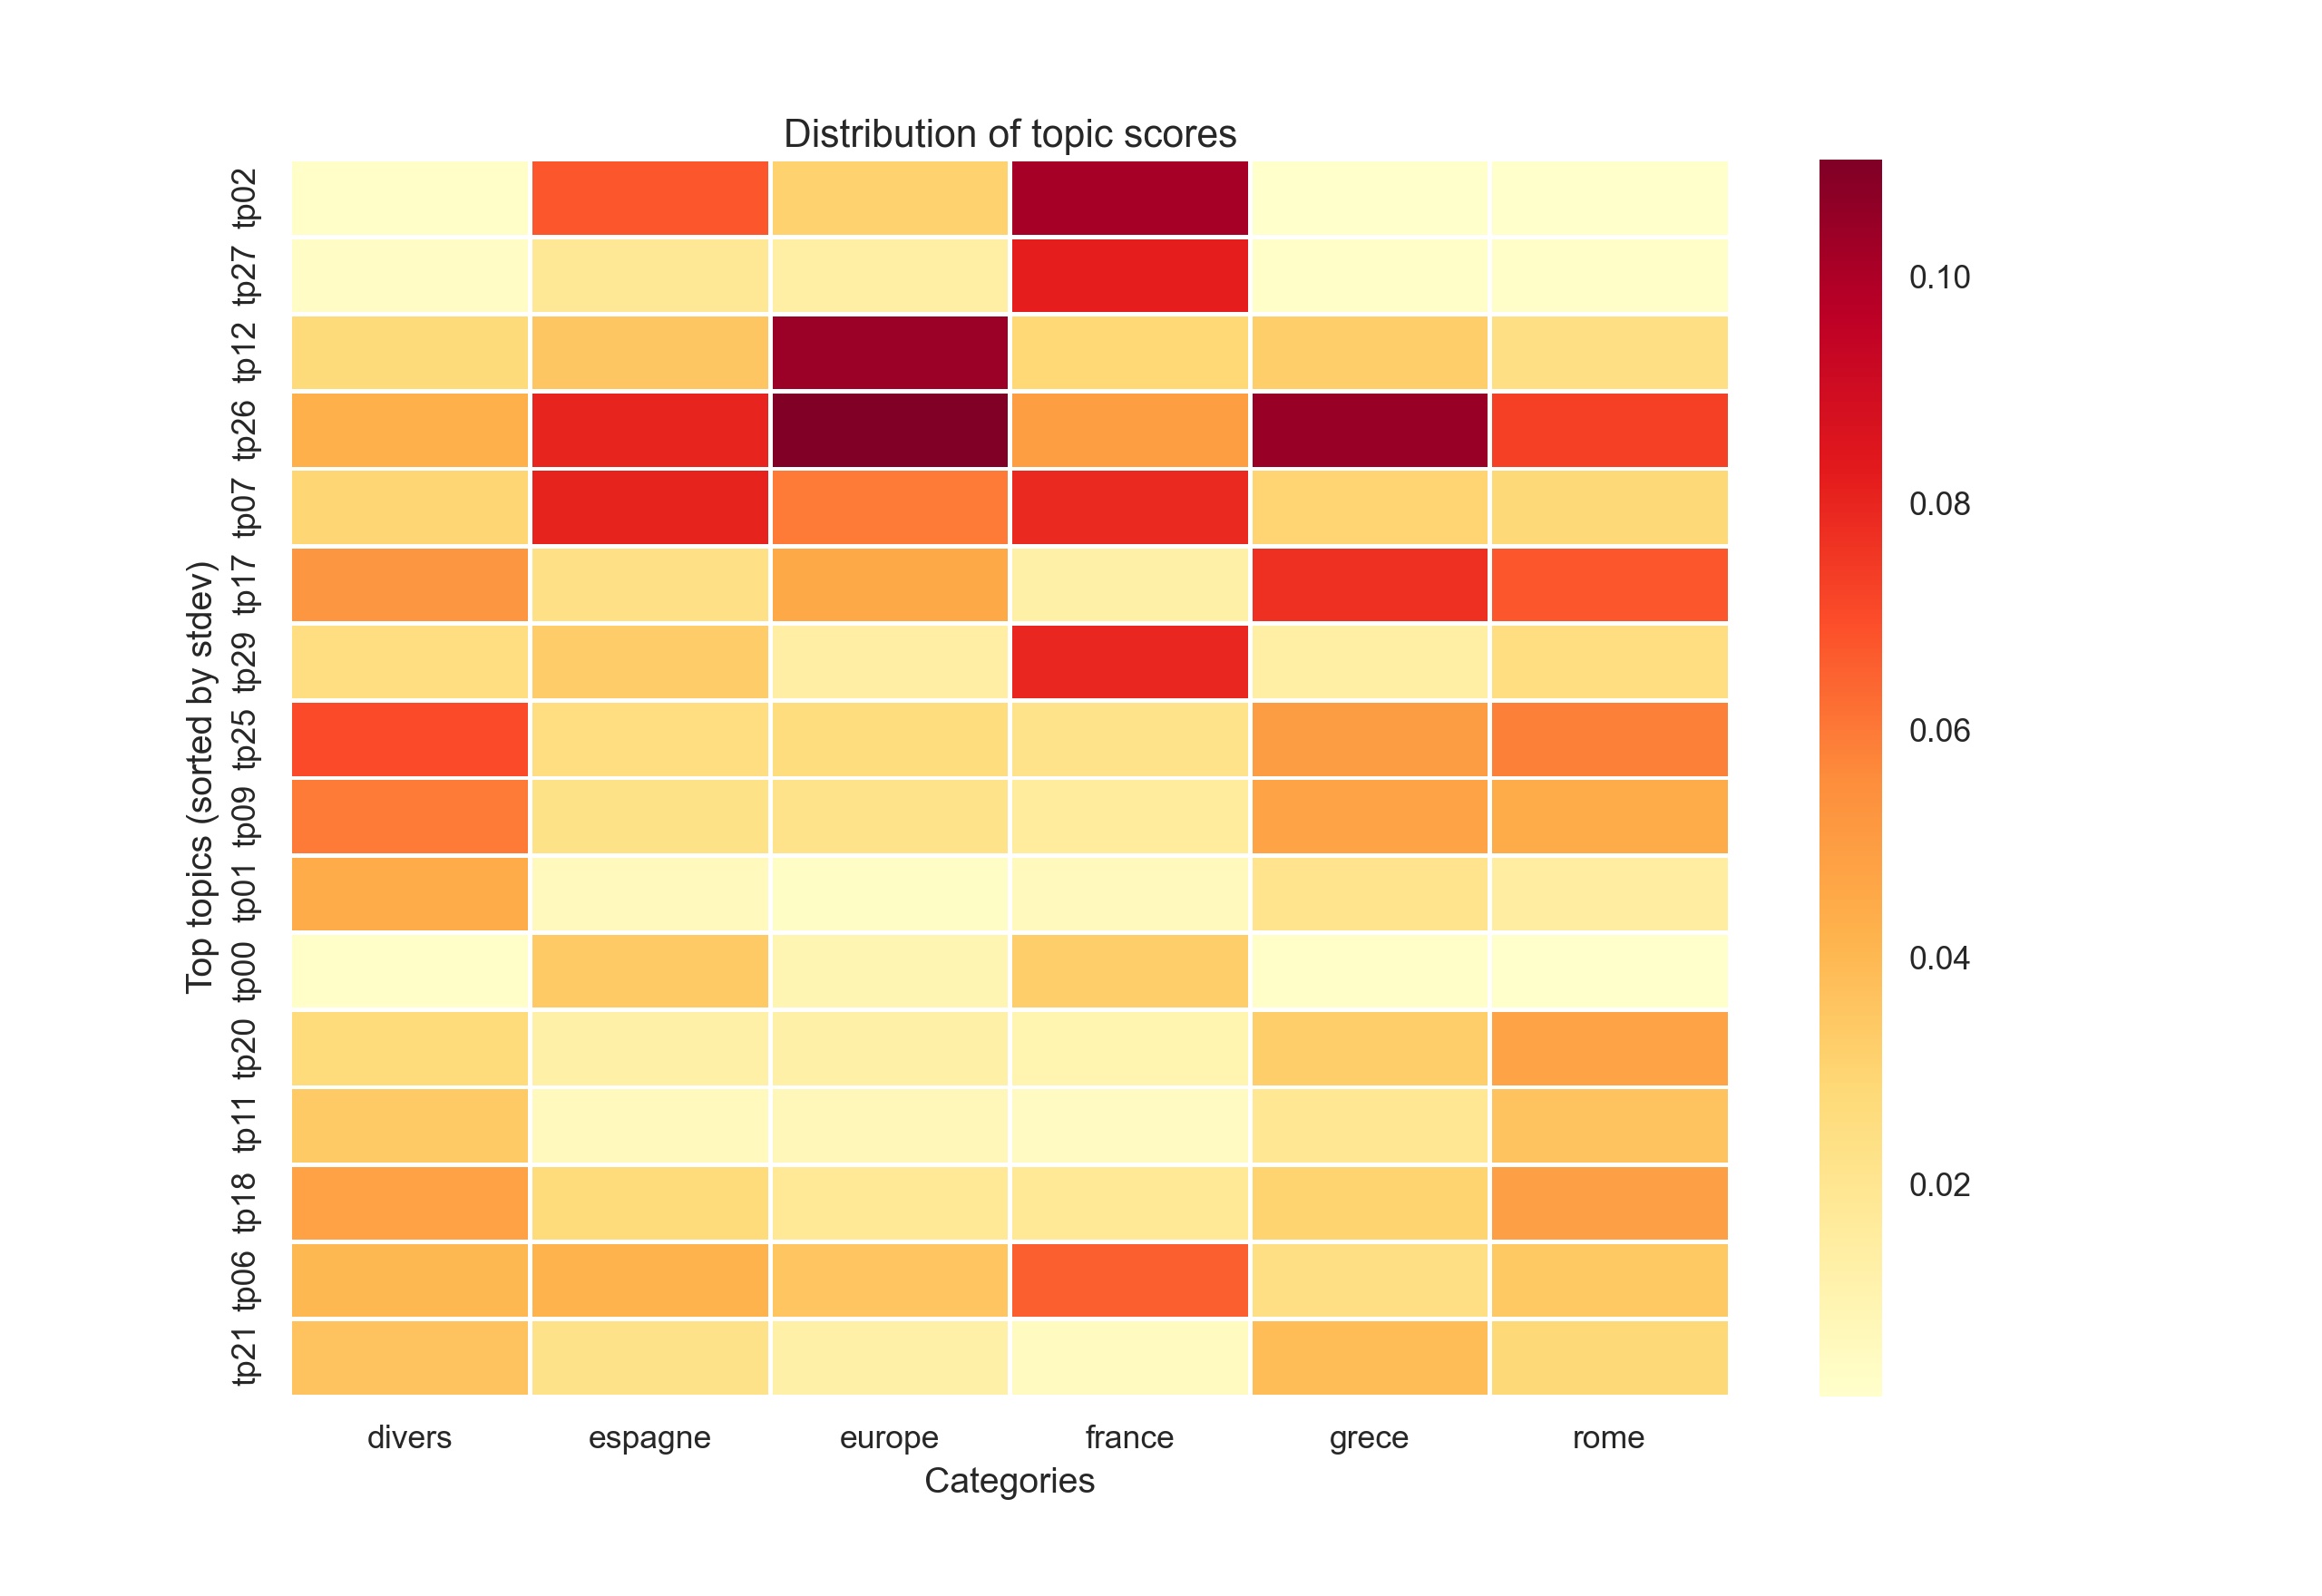 Distribution of topic scores
Top topics (sorted by stdev)
tp02
tp27
tp12
tp26
tp07
tp17
tp29
tp25
tp09
tp01
tp00
tp20
tp11
tp18
tp06
tp21
divers espagne europe france grece rome
Categories
0.10
0.08
0.06
0.04
0.02